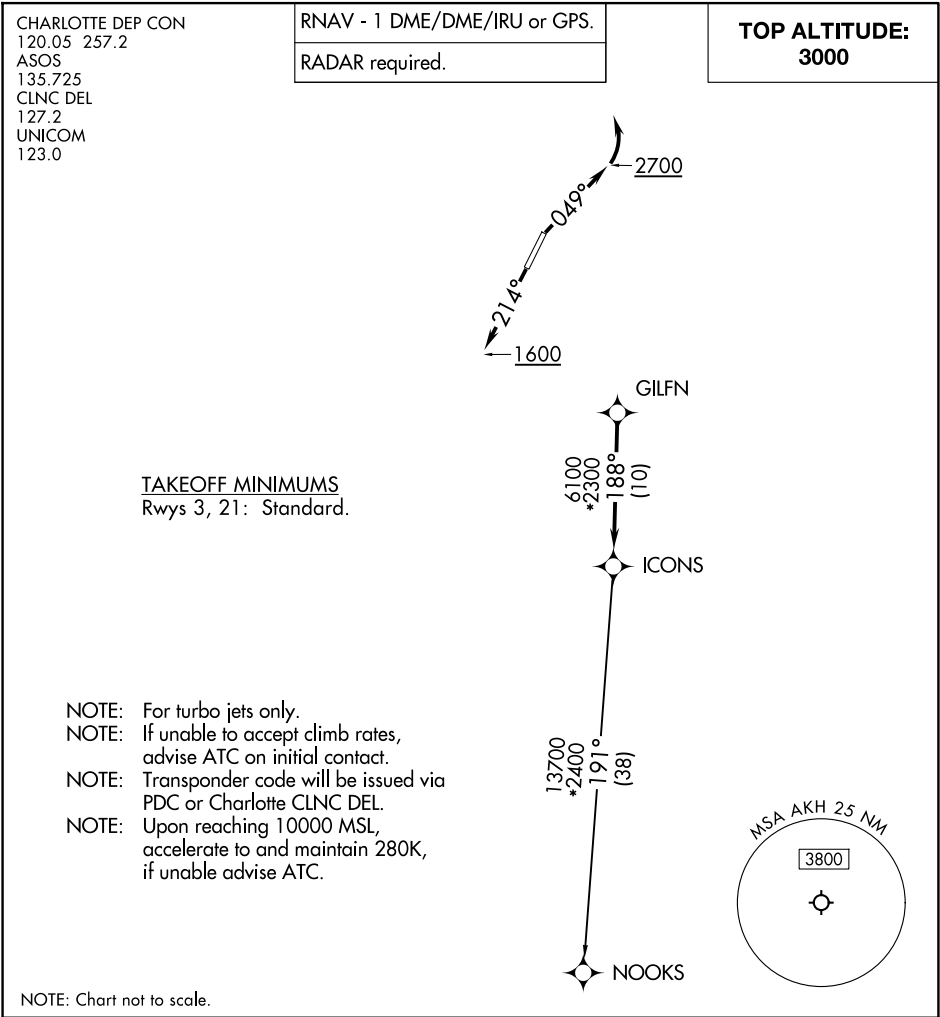 CHARLOTTE DEP CON
120.05 257.2
ASOS
135.725
CLNC DEL
127.2
UNICOM
123.0
RNAV - 1 DME/DME/IRU or GPS.
RADAR required.
TOP ALTITUDE:
3000
2700
049°
214°
1600
GILFN
6100
*2300
188°
(10)
TAKEOFF MINIMUMS
Rwys 3, 21: Standard.
ICONS
NOTE: For turbo jets only.
NOTE: If unable to accept climb rates,
advise ATC on initial contact.
NOTE: Transponder code will be issued via
PDC or Charlotte CLNC DEL.
NOTE: Upon reaching 10000 MSL,
accelerate to and maintain 280K,
if unable advise ATC.
13700
*2400
191°
(38)
MSA AKH 25 NM
3800
NOOKS
NOTE: Chart not to scale.